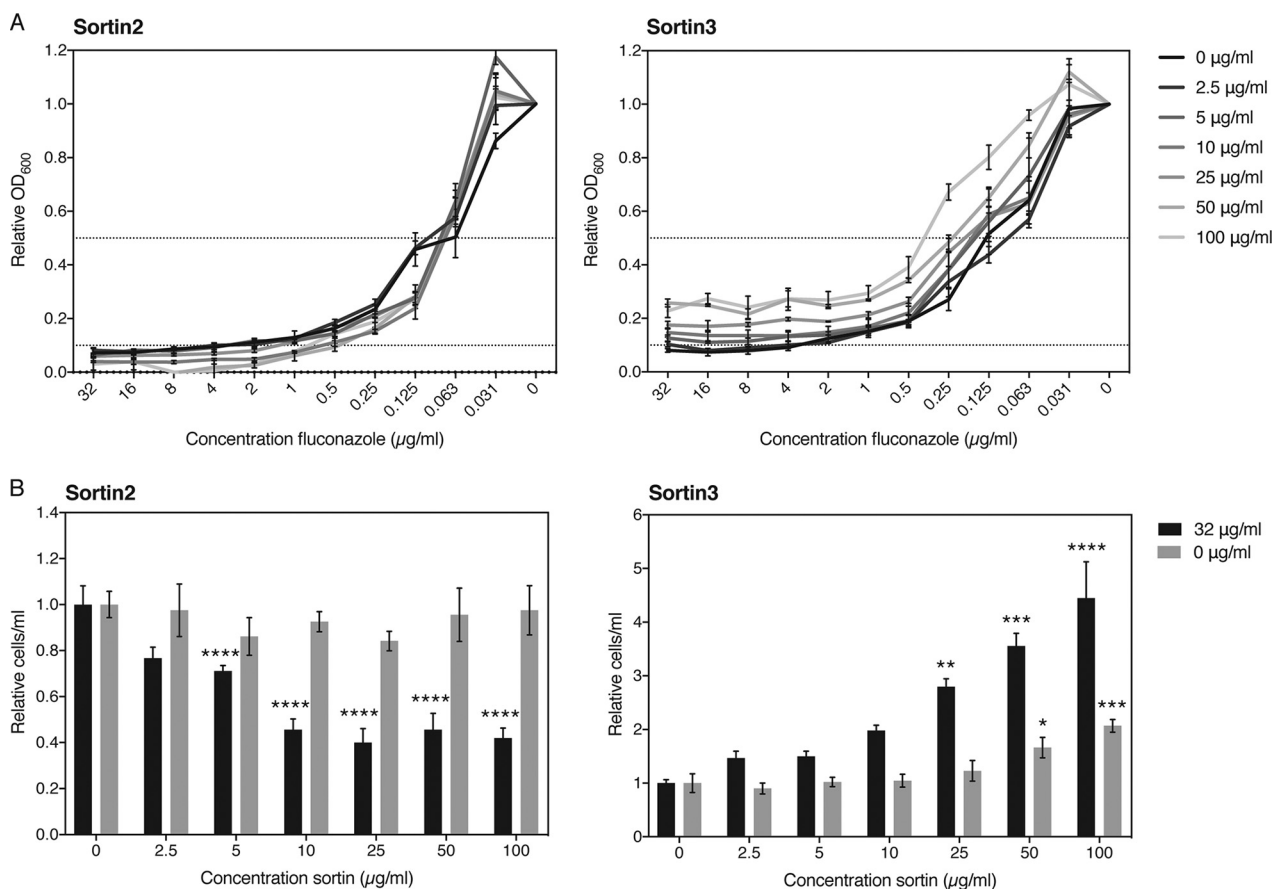 A
Sortin2
1.2
1.0
0.8
0.6
0.4
0.2
0.0
Relative OD600
32 16 8 4 2 1 0.5 0.25 0.125 0.063 0.031 0
Concentration fluconazole (µg/ml)
Sortin3
1.2
1.0
0.8
0.6
0.4
0.2
0.0
Relative OD600
32 16 8 4 2 1 0.5 0.25 0.125 0.063 0.031 0
Concentration fluconazole (µg/ml)
0 µg/ml
2.5 µg/ml
5 µg/ml
10 µg/ml
25 µg/ml
50 µg/ml
100 µg/ml
B
Sortin2
1.4
1.2
1.0
0.8
0.6
0.4
0.2
0.0
Relative cells/ml
**** **** **** **** ****
0 2.5 5 10 25 50 100
Concentration sortin (µg/ml)
Sortin3
6
5
4
3
2
1
0
Relative cells/ml
** *** * **** ***
0 2.5 5 10 25 50 100
Concentration sortin (µg/ml)
32 µg/ml
0 µg/ml